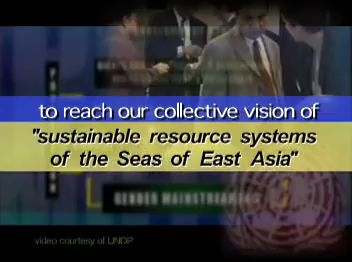 to reach our collective vision of
"sustainable resource systems
of the Seas of East Asia"
GENDER MAINSTREAMING
video courtesy of UNDP